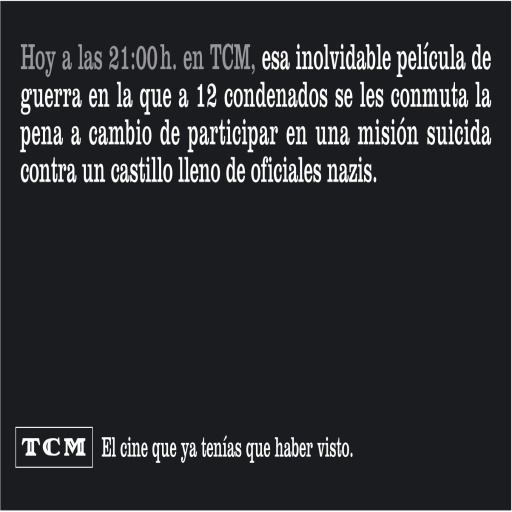 Hoy a las 21:00 h. en TCM, esa inolvidable película de
guerra en la que a 12 condenados se les conmuta la
pena a cambio de participar en una misión suicida
contra un castillo lleno de oficiales nazis.
TCM El cine que ya tenías que haber visto.